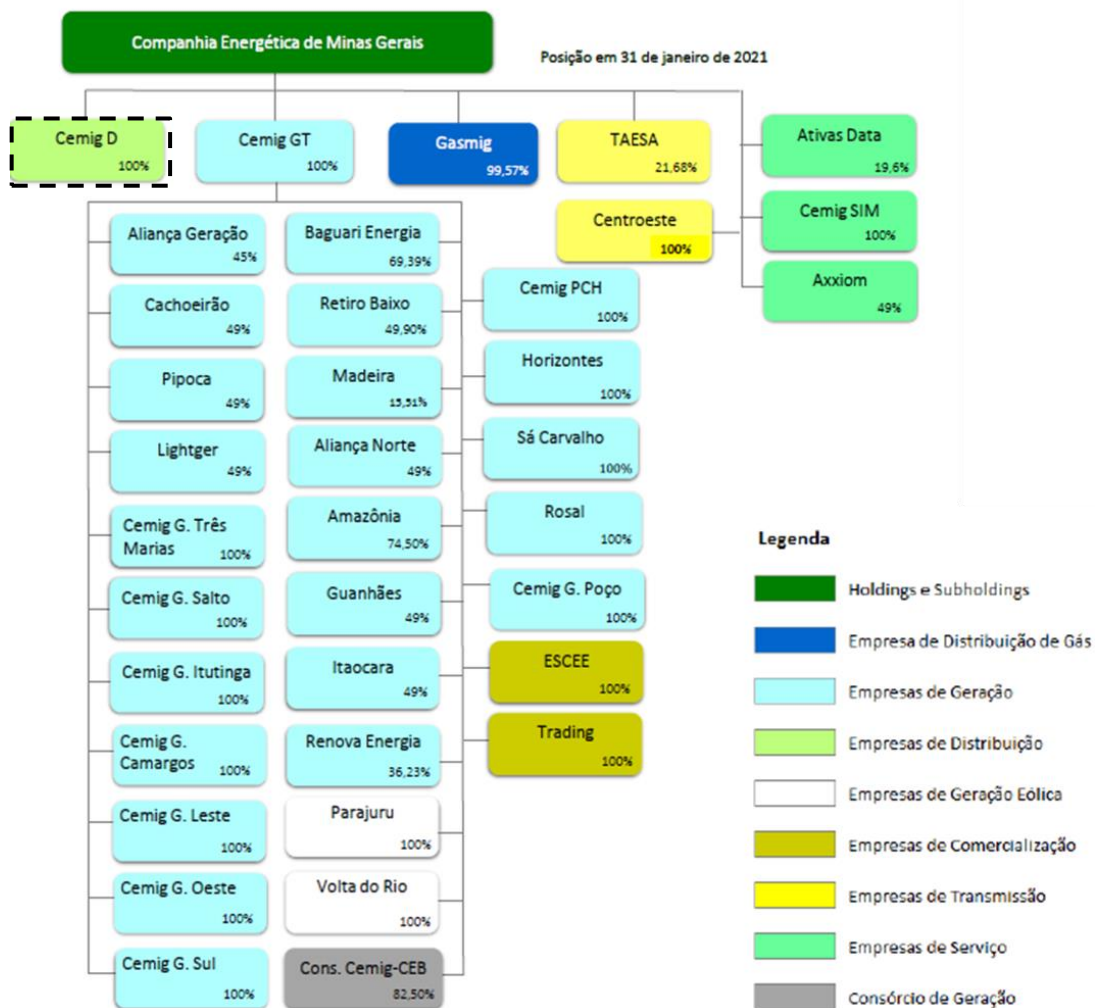 Companhia Energética de Minas Gerais
Posição em 31 de janeiro de 2021
Cemig D
100%
Cemig GT
100%
Gasmig
99,57%
TAESA
21,68%
Ativas Data
19,6%
Centroeste
100%
Cemig SIM
100%
Axxiom
49%
Aliança Geração
45%
Cachoeirão
49%
Pipoca
49%
Lightger
49%
Cemig G. Três
Marias 100%
Cemig G. Salto
100%
Cemig G. Itutinga
100%
Cemig G.
Camargos 100%
Cemig G. Leste
100%
Cemig G. Oeste
100%
Cemig G. Sul
100%
Baguari Energia
69,39%
Retiro Baixo
49,90%
Madeira
15,51%
Aliança Norte
49%
Amazônia
74,50%
Guanhães
49%
Itaocara
49%
Renova Energia
36,23%
Parajuru
100%
Volta do Rio
100%
Cons. Cemig-CEB
82,50%
Cemig PCH
100%
Horizontes
100%
Sá Carvalho
100%
Rosal
100%
Cemig G. Poço
100%
ESCEE
100%
Trading
100%
Legenda
Holdings e Subholdings
Empresa de Distribuição de Gás
Empresas de Geração
Empresas de Distribuição
Empresas de Geração Eólica
Empresas de Comercialização
Empresas de Transmissão
Empresas de Serviço
Consórcio de Geração